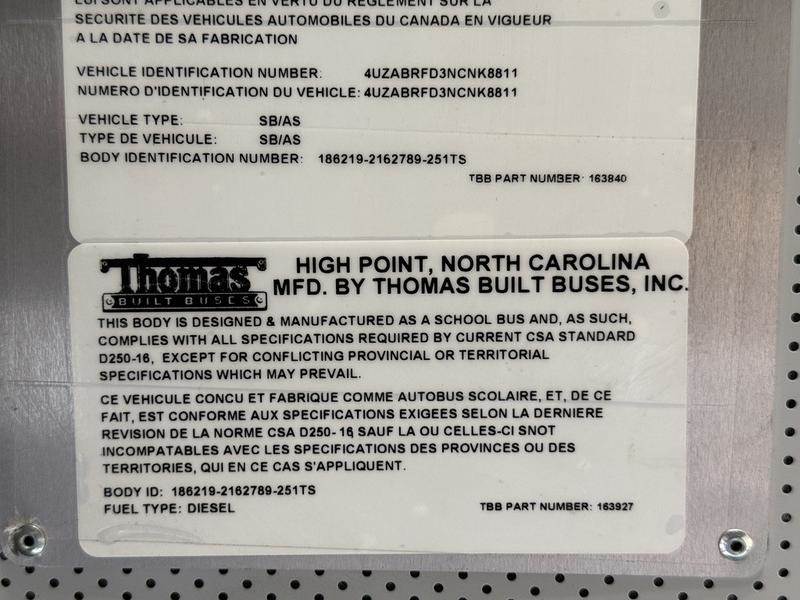 LUI SONT APPLICABLES EN VERTU DU REGLEMENT SUR LA
SECURITE DES VEHICULES AUTOMOBILES DU CANADA EN VIGUEUR
A LA DATE DE SA FABRICATION
VEHICLE IDENTIFICATION NUMBER: 4UZABRFD3NCNK8811
NUMERO D'IDENTIFICATION DU VEHICLE: 4UZABRFD3NCNK8811
VEHICLE TYPE: SB/AS
TYPE DE VEHICULE: SB/AS
BODY IDENTIFICATION NUMBER: 186219-2162789-251TS
TBB PART NUMBER: 163840
Thomas
BUILT BUSES
HIGH POINT, NORTH CAROLINA
MFD. BY THOMAS BUILT BUSES, INC.
THIS BODY IS DESIGNED & MANUFACTURED AS A SCHOOL BUS AND, AS SUCH,
COMPLIES WITH ALL SPECIFICATIONS REQUIRED BY CURRENT CSA STANDARD
D250-16, EXCEPT FOR CONFLICTING PROVINCIAL OR TERRITORIAL
SPECIFICATIONS WHICH MAY PREVAIL.
CE VEHICULE CONCU ET FABRIQUE COMME AUTOBUS SCOLAIRE, ET, DE CE
FAIT, EST CONFORME AUX SPECIFICATIONS EXIGEES SELON LA DERNIERE
REVISION DE LA NORME CSA D250-16, SAUF LA OU CELLES-CI SNOT
INCOMPATABLES AVEC LES SPECIFICATIONS DES PROVINCES OU DES
TERRITORIES, QUI EN CE CAS S'APPLIQUENT.
BODY ID: 186219-2162789-251TS
FUEL TYPE: DIESEL
TBB PART NUMBER: 163927